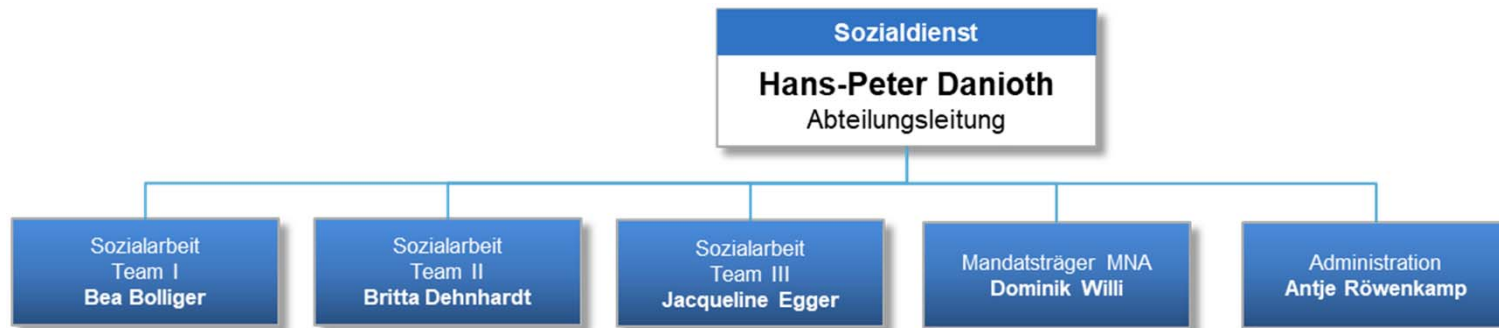 Sozialdienst
Hans-Peter Danioth
Abteilungsleitung
Sozialarbeit
Team I
Bea Bolliger
Sozialarbeit
Team II
Britta Dehnhardt
Sozialarbeit
Team III
Jacqueline Egger
Mandatsträger MNA
Dominik Willi
Administration
Antje Röwenkamp